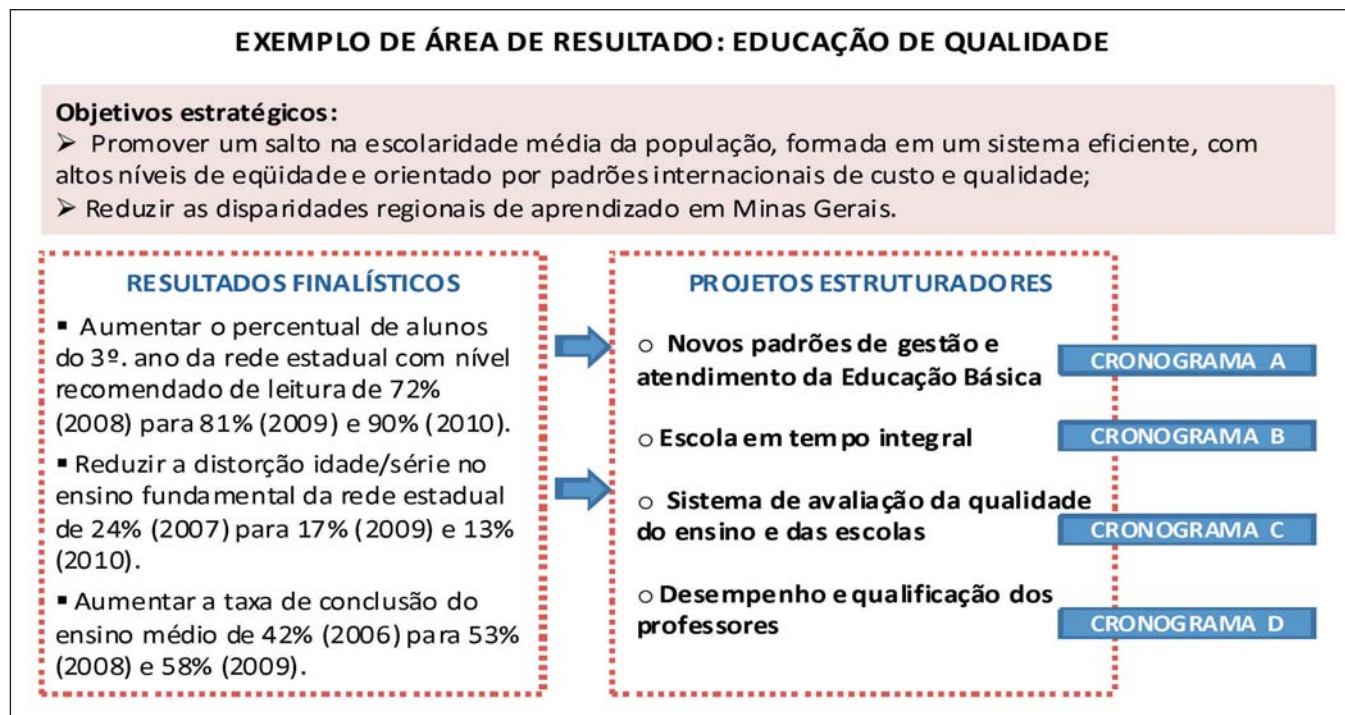 EXEMPLO DE ÁREA DE RESULTADO: EDUCAÇÃO DE QUALIDADE
Objetivos estratégicos:
➢ Promover um salto na escolaridade média da população, formada em um sistema eficiente, com
altos níveis de eqüidade e orientado por padrões internacionais de custo e qualidade;
➢ Reduzir as disparidades regionais de aprendizado em Minas Gerais.
RESULTADOS FINALÍSTICOS
▪ Aumentar o percentual de alunos
do 3º. ano da rede estadual com nível
recomendado de leitura de 72%
(2008) para 81% (2009) e 90% (2010).
▪ Reduzir a distorção idade/série no
ensino fundamental da rede estadual
de 24% (2007) para 17% (2009) e 13%
(2010).
▪ Aumentar a taxa de conclusão do
ensino médio de 42% (2006) para 53%
(2008) e 58% (2009).
PROJETOS ESTRUTURADORES
o Novos padrões de gestão e
atendimento da Educação Básica
CRONOGRAMA A
o Escola em tempo integral
CRONOGRAMA B
o Sistema de avaliação da qualidade
do ensino e das escolas
CRONOGRAMA C
o Desempenho e qualificação dos
professores
CRONOGRAMA D